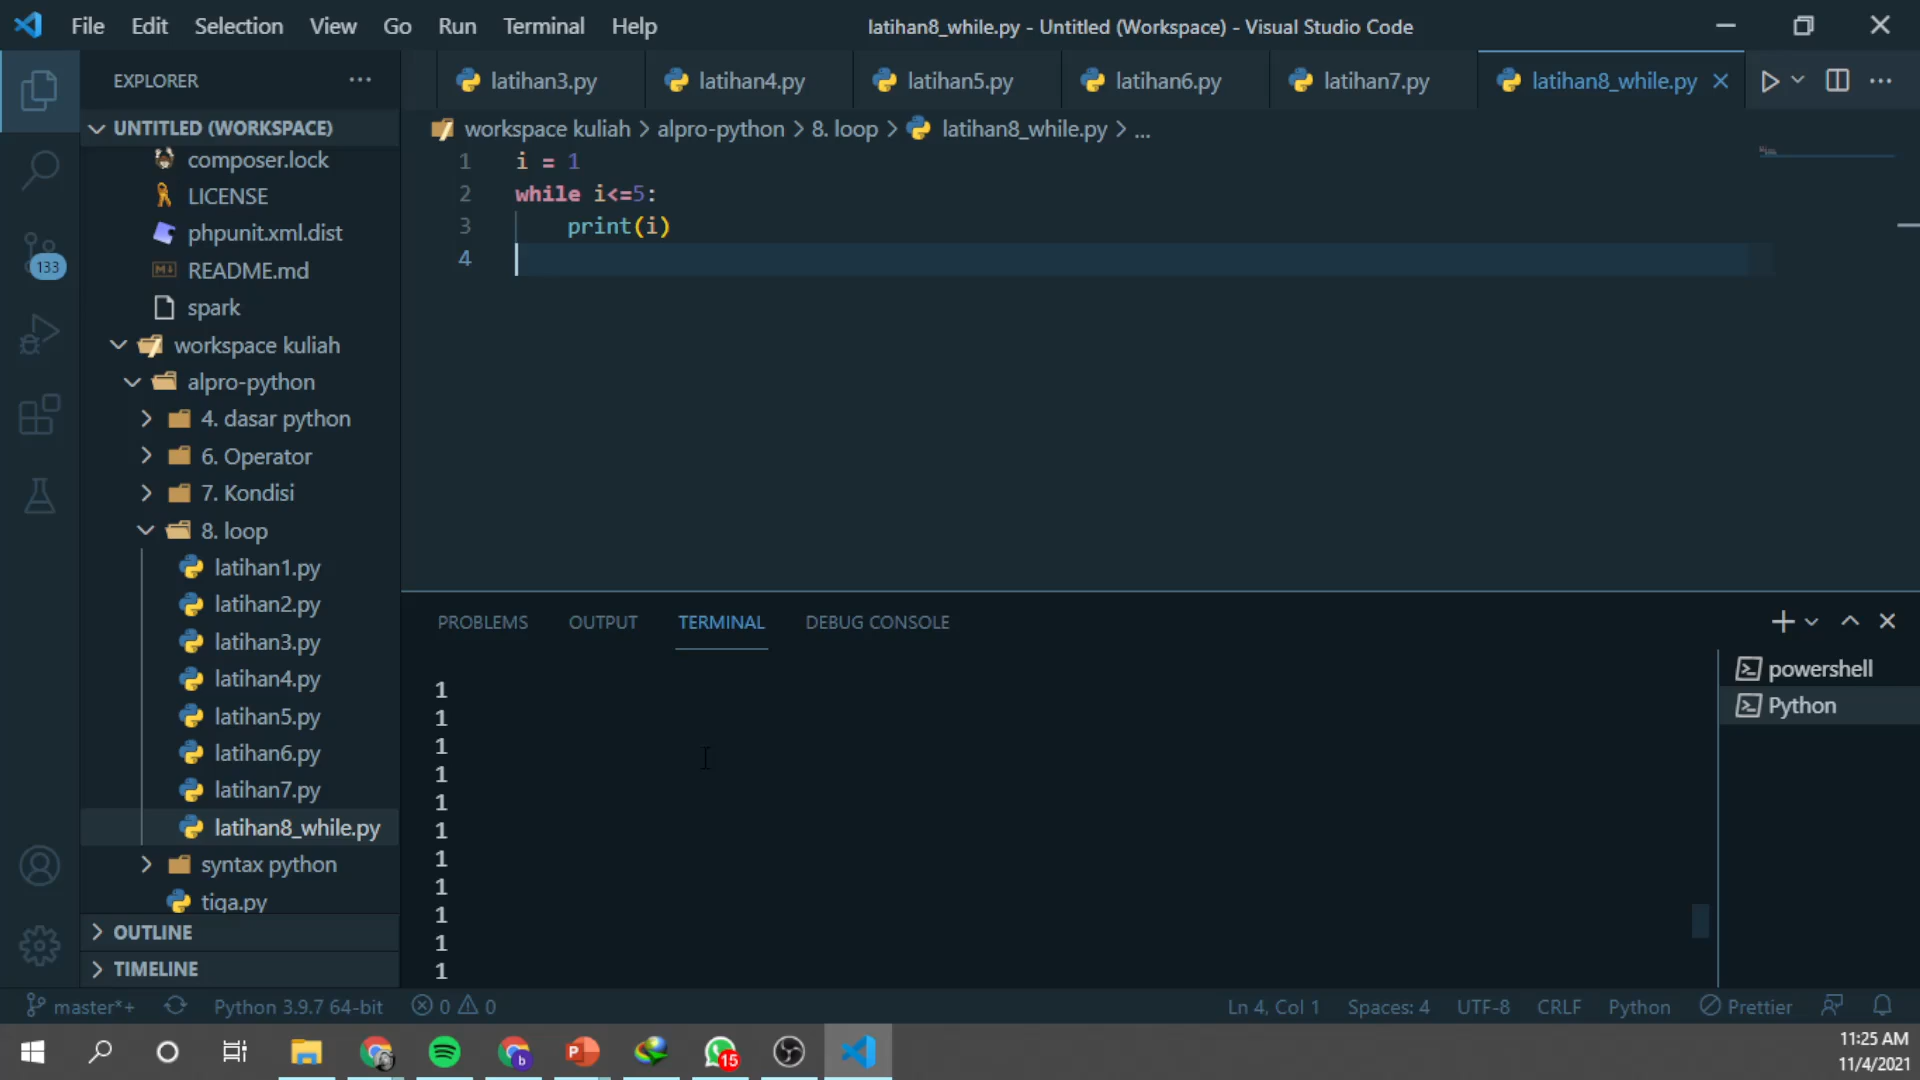 File Edit Selection View Go Run Terminal Help
latihan8_while.py - Untitled (Workspace) - Visual Studio Code
EXPLORER
latihan3.py latihan4.py latihan5.py latihan6.py latihan7.py latihan8_while.py
UNTITLED (WORKSPACE)
workspace kuliah > alpro-python > 8. loop > latihan8_while.py > ...
composer.lock
LICENSE
phpunit.xml.dist
README.md
spark
workspace kuliah
alpro-python
4. dasar python
6. Operator
7. Kondisi
8. loop
latihan1.py
latihan2.py
latihan3.py
latihan4.py
latihan5.py
latihan6.py
latihan7.py
latihan8_while.py
syntax python
tiga.py
OUTLINE
TIMELINE
133
1 i = 1
2 while i<=5:
3 print(i)
4
PROBLEMS OUTPUT TERMINAL DEBUG CONSOLE
1
1
1
1
1
1
1
1
1
1
1
powershell
Python
master*+ Python 3.9.7 64-bit 0 0 Ln 4, Col 1 Spaces: 4 UTF-8 CRLF Python Prettier
b P 15
11:25 AM
11/4/2021